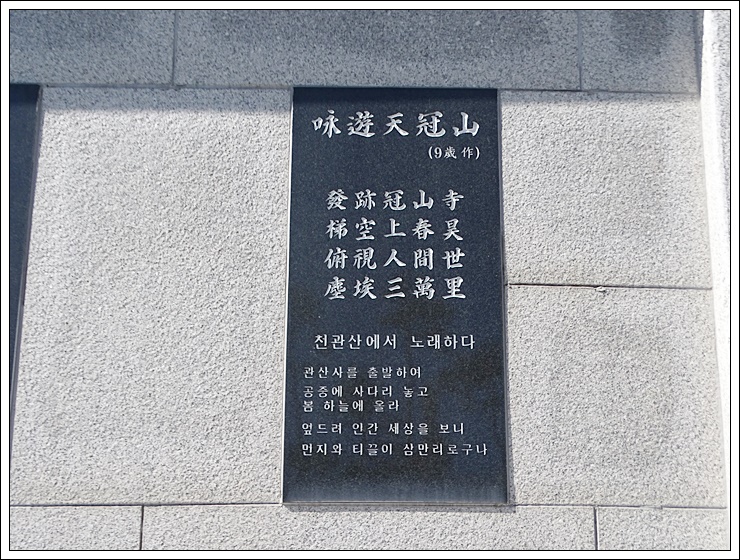 咏遊天冠山
(9歲作)
發跡冠山寺
梯空上春昊
俯視人間世
塵埃三萬里
천관산에서 노래하다
관산사를 출발하여
공중에 사다리 놓고
봄 하늘에 올라
엎드려 인간 세상을 보니
먼지와 티끌이 삼만리로구나